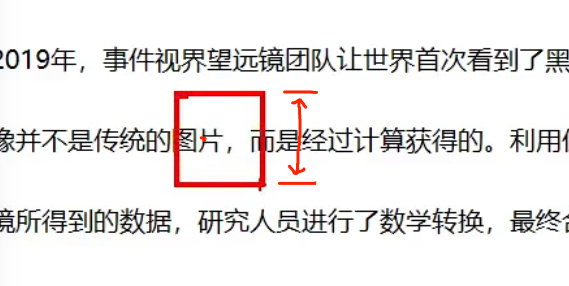 2019年，事件视界望远镜团队让世界首次看到了黑
像并不是传统的图片，而是经过计算获得的。利用
境所得到的数据，研究人员进行了数学转换，最终